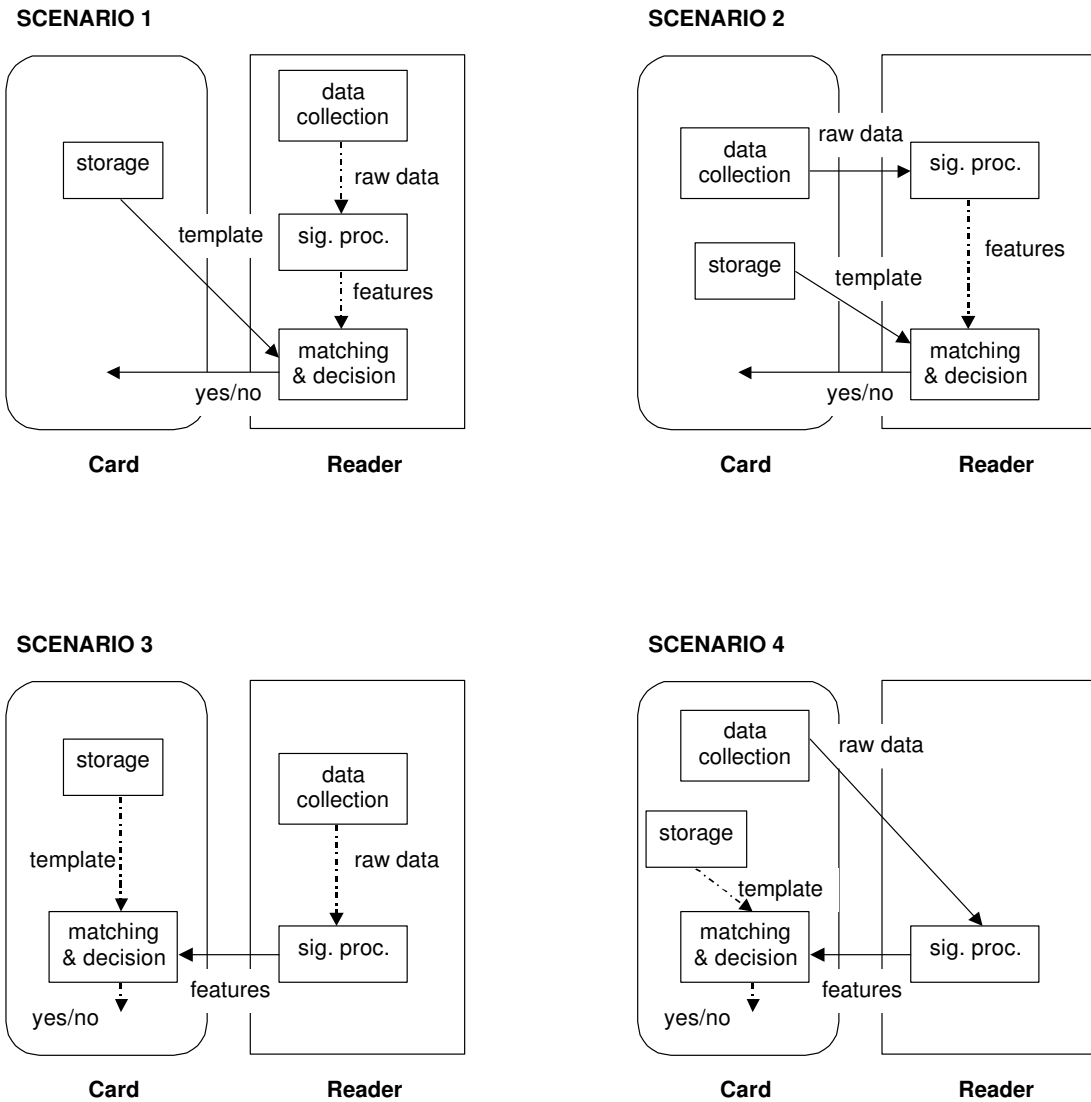 SCENARIO 1
data
collection
storage
raw data
template
sig. proc.
features
matching
& decision
yes/no
Card
Reader
SCENARIO 2
data
collection
raw data
sig. proc.
storage
template
features
matching
& decision
yes/no
Card
Reader
SCENARIO 3
storage
data
collection
template
raw data
matching
& decision
sig. proc.
features
yes/no
Card
Reader
SCENARIO 4
data
collection
raw data
storage
template
matching
& decision
sig. proc.
features
yes/no
Card
Reader